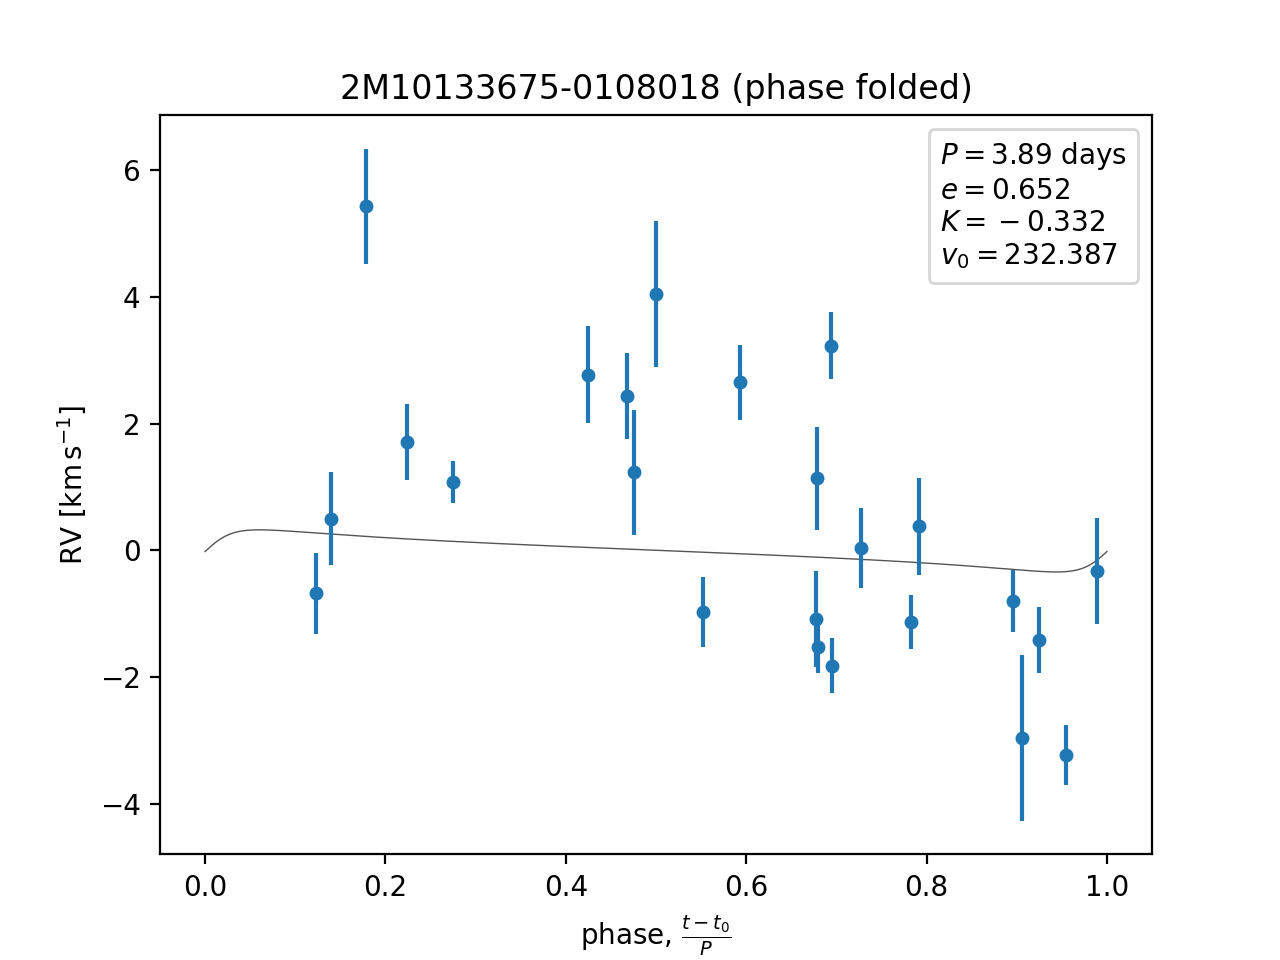 2M10133675-0108018 (phase folded)
P = 3.89 days
e = 0.652
K = −0.332
v₀ = 232.387
6
4
2
0
−2
−4
RV [km s⁻¹]
0.0 0.2 0.4 0.6 0.8 1.0
phase, (t − t₀)/P